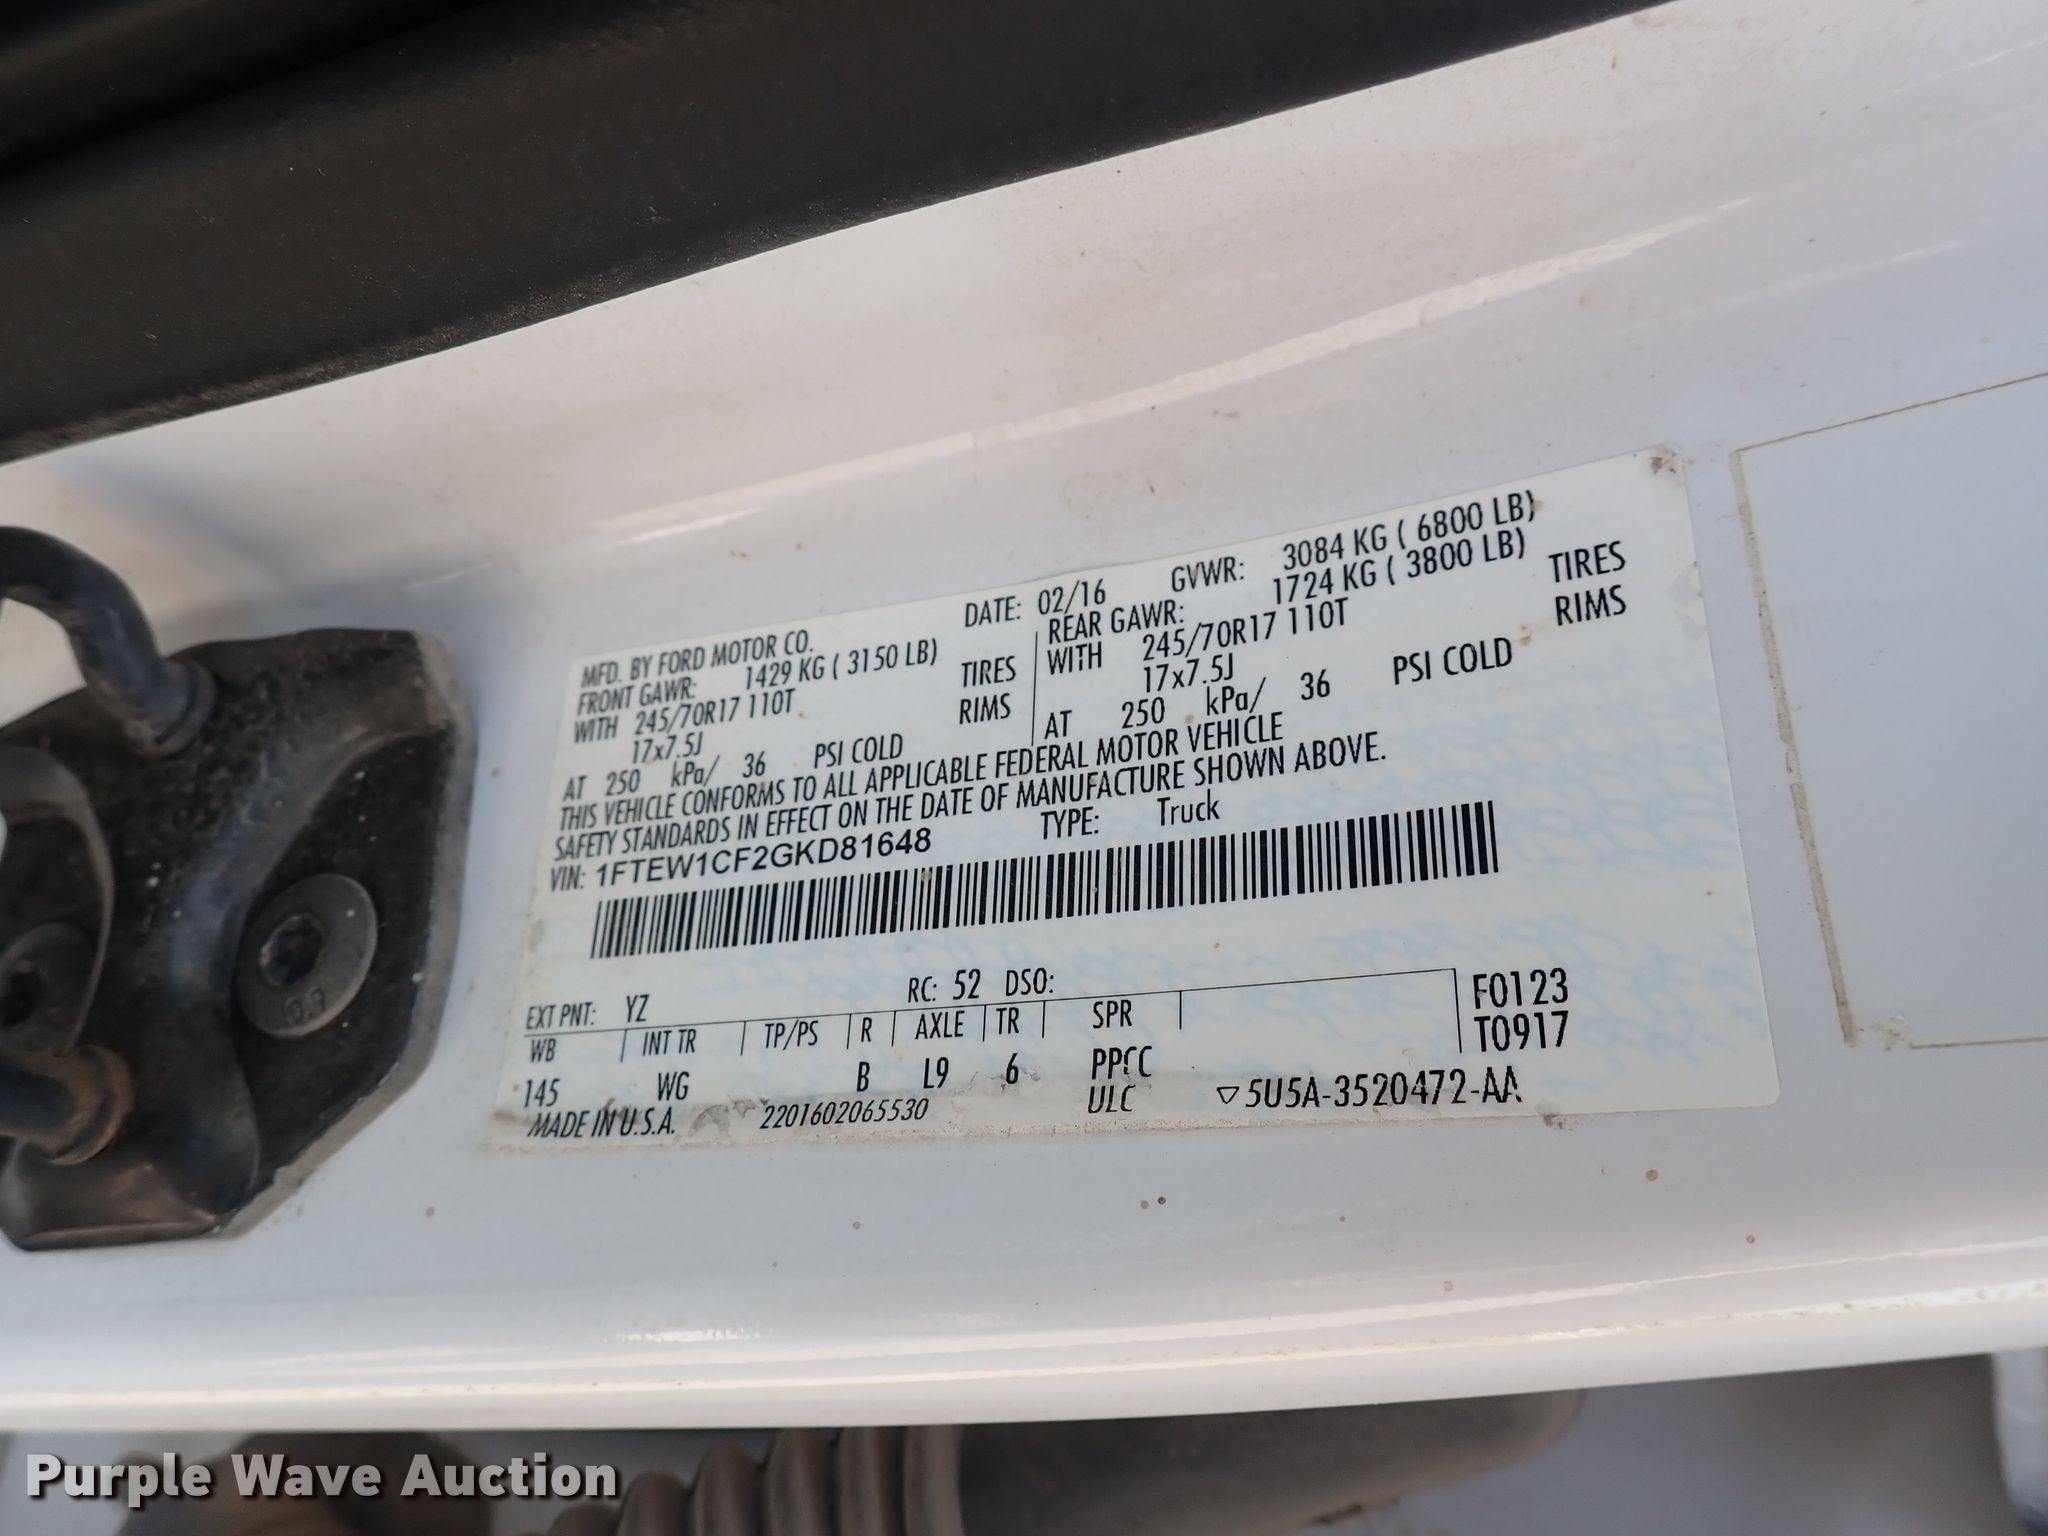 MFD. BY FORD MOTOR CO.
DATE: 02/16 GVWR: 3084 KG ( 6800 LB)
FRONT GAWR: 1429 KG ( 3150 LB)
REAR GAWR: 1724 KG ( 3800 LB)
WITH 245/70R17 110T TIRES
WITH 245/70R17 110T TIRES
17x7.5J RIMS
17x7.5J RIMS
AT 250 kPa/ 36 PSI COLD
AT 250 kPa/ 36 PSI COLD
THIS VEHICLE CONFORMS TO ALL APPLICABLE FEDERAL MOTOR VEHICLE
SAFETY STANDARDS IN EFFECT ON THE DATE OF MANUFACTURE SHOWN ABOVE.
VIN: 1FTEW1CF2GKD81648 TYPE: Truck
EXT PNT: YZ RC: 52 DSO: F0123
WB INT TR TP/PS R AXLE TR SPR T0917
145 WG B L9 6 PPCC
MADE IN U.S.A. 2201602065530 ULC ▽5U5A-3520472-AA
10.9
Purple Wave Auction